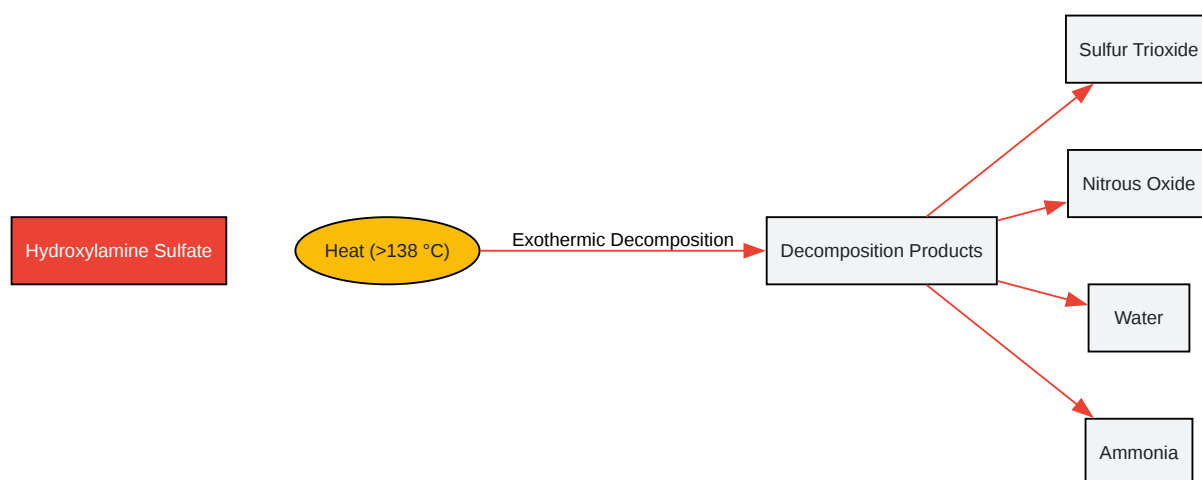 Hydroxylamine Sulfate
Heat (>138 °C)
Exothermic Decomposition
Decomposition Products
Sulfur Trioxide
Nitrous Oxide
Water
Ammonia